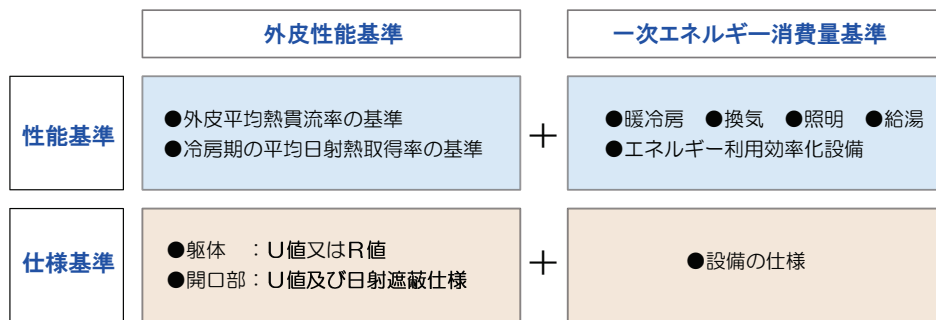 外皮性能基準
一次エネルギー消費量基準
性能基準
●外皮平均熱貫流率の基準
●冷房期の平均日射熱取得率の基準
+
●暖冷房 ●換気 ●照明 ●給湯
●エネルギー利用効率化設備
仕様基準
●躯体 :U値又はR値
●開口部:U値及び日射遮蔽仕様
+
●設備の仕様